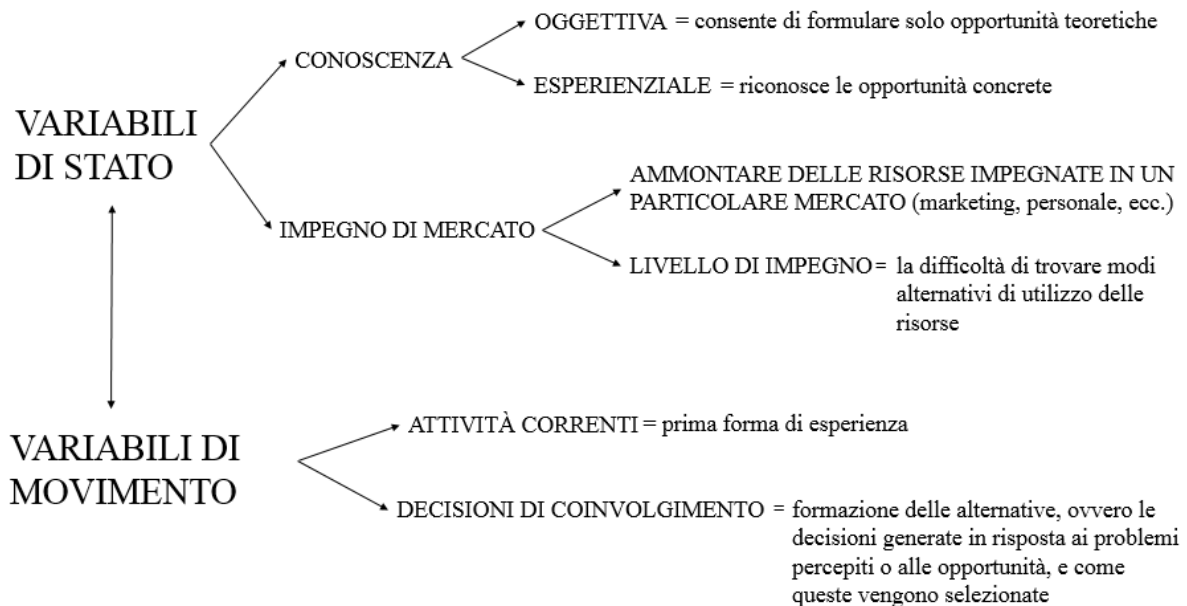 OGGETTIVA = consente di formulare solo opportunità teoretiche
CONOSCENZA
ESPERIENZIALE = riconosce le opportunità concrete
VARIABILI
DI STATO
AMMONTARE DELLE RISORSE IMPEGNATE IN UN
PARTICOLARE MERCATO (marketing, personale, ecc.)
IMPEGNO DI MERCATO
LIVELLO DI IMPEGNO = la difficoltà di trovare modi
alternativi di utilizzo delle
risorse
VARIABILI DI
MOVIMENTO
ATTIVITÀ CORRENTI = prima forma di esperienza
DECISIONI DI COINVOLGIMENTO = formazione delle alternative, ovvero le
decisioni generate in risposta ai problemi
percepiti o alle opportunità, e come
queste vengono selezionate